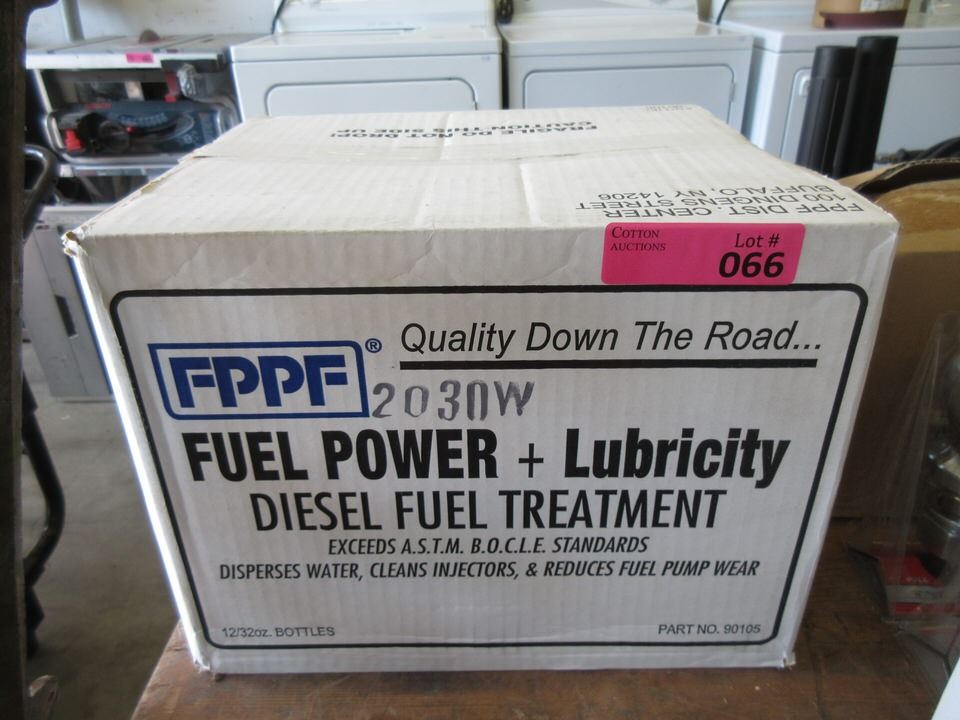 FRAGILE DO NOT DROP!
CAUTION THIS SIDE UP
FPPF DIST. CENTER
100 DINGENS STREET
BUFFALO, NY 14206
COTTON
AUCTIONS
Lot #
066
Quality Down The Road...
FPPF®
2030W
FUEL POWER + Lubricity
DIESEL FUEL TREATMENT
EXCEEDS A.S.T.M. B.O.C.L.E. STANDARDS
DISPERSES WATER, CLEANS INJECTORS, & REDUCES FUEL PUMP WEAR
12/32oz. BOTTLES
PART NO. 90105